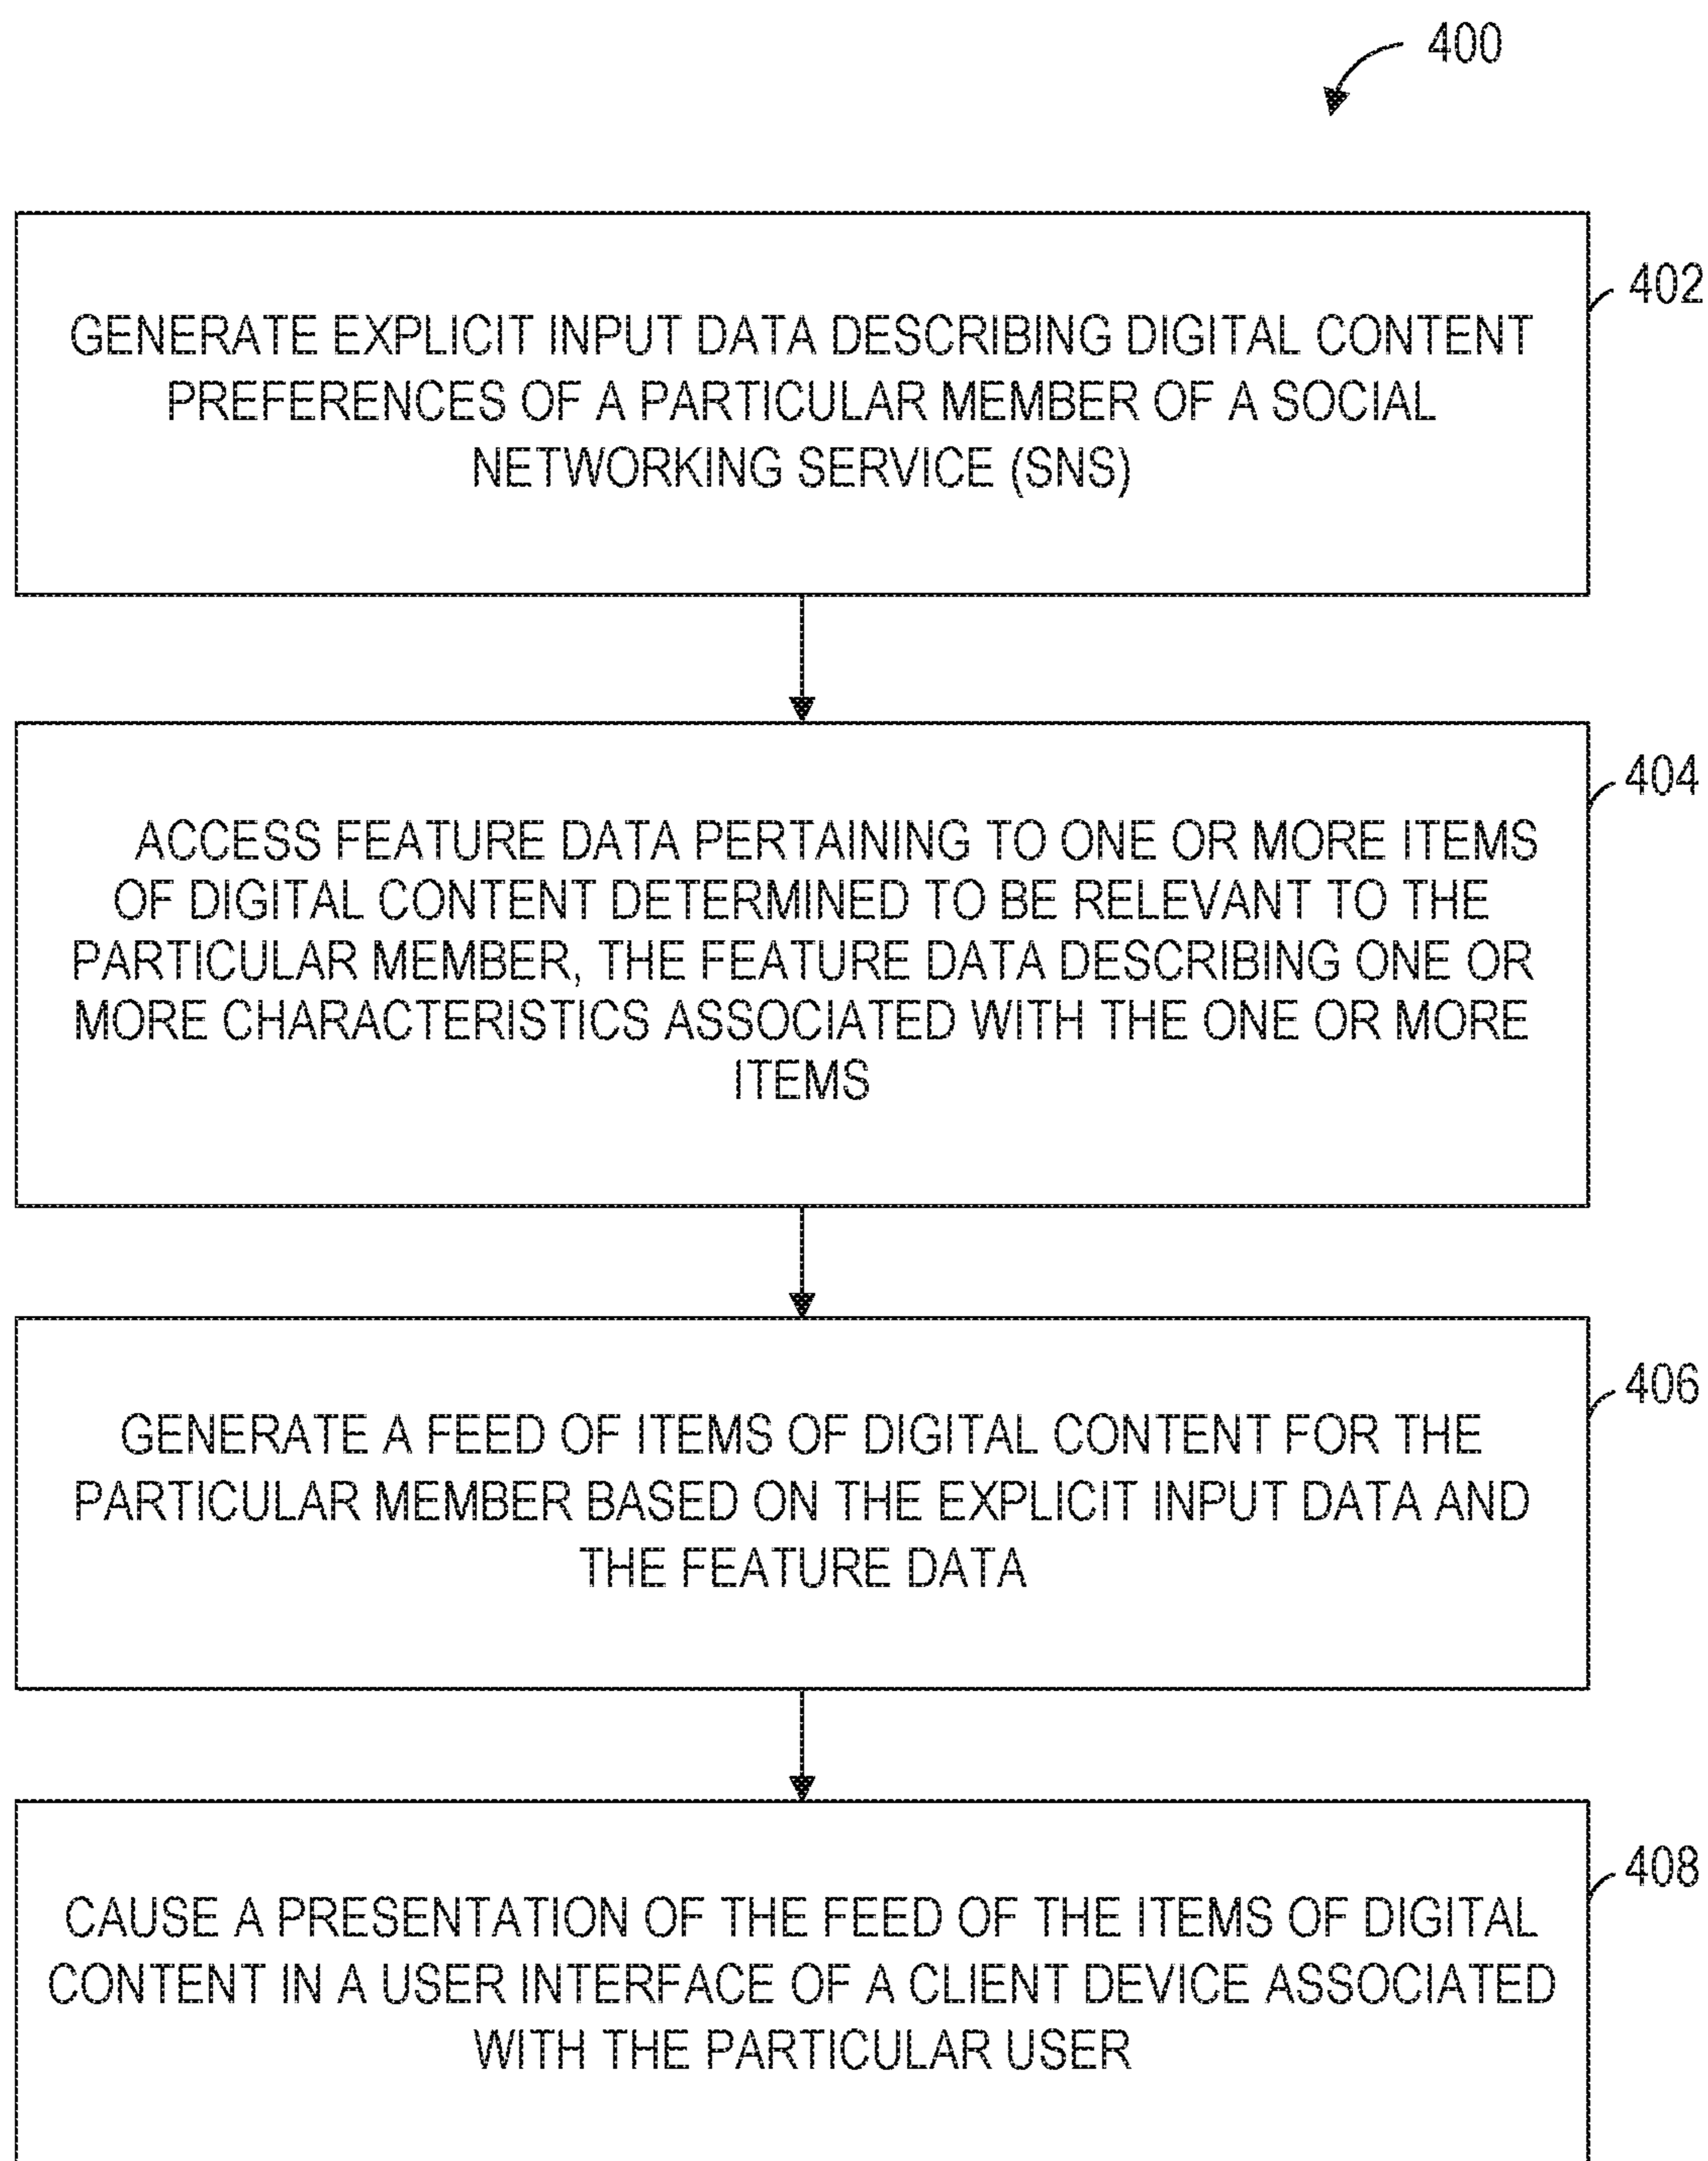 400
402
GENERATE EXPLICIT INPUT DATA DESCRIBING DIGITAL CONTENT
PREFERENCES OF A PARTICULAR MEMBER OF A SOCIAL
NETWORKING SERVICE (SNS)
404
ACCESS FEATURE DATA PERTAINING TO ONE OR MORE ITEMS
OF DIGITAL CONTENT DETERMINED TO BE RELEVANT TO THE
PARTICULAR MEMBER, THE FEATURE DATA DESCRIBING ONE OR
MORE CHARACTERISTICS ASSOCIATED WITH THE ONE OR MORE
ITEMS
406
GENERATE A FEED OF ITEMS OF DIGITAL CONTENT FOR THE
PARTICULAR MEMBER BASED ON THE EXPLICIT INPUT DATA AND
THE FEATURE DATA
408
CAUSE A PRESENTATION OF THE FEED OF THE ITEMS OF DIGITAL
CONTENT IN A USER INTERFACE OF A CLIENT DEVICE ASSOCIATED
WITH THE PARTICULAR USER